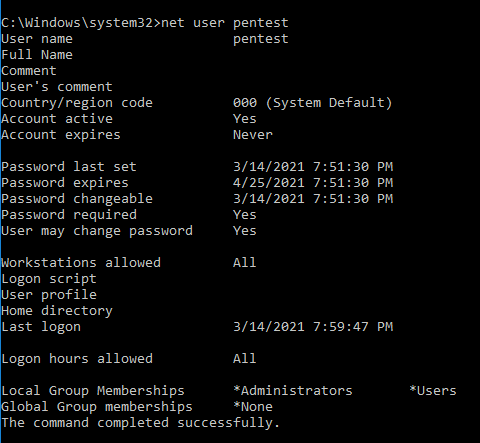 C:\Windows\system32>net user pentest
User name                    pentest
Full Name
Comment
User's comment
Country/region code          000 (System Default)
Account active               Yes
Account expires              Never

Password last set            3/14/2021 7:51:30 PM
Password expires             4/25/2021 7:51:30 PM
Password changeable          3/14/2021 7:51:30 PM
Password required            Yes
User may change password     Yes

Workstations allowed         All
Logon script
User profile
Home directory
Last logon                   3/14/2021 7:59:47 PM

Logon hours allowed          All

Local Group Memberships      *Administrators       *Users
Global Group memberships     *None
The command completed successfully.